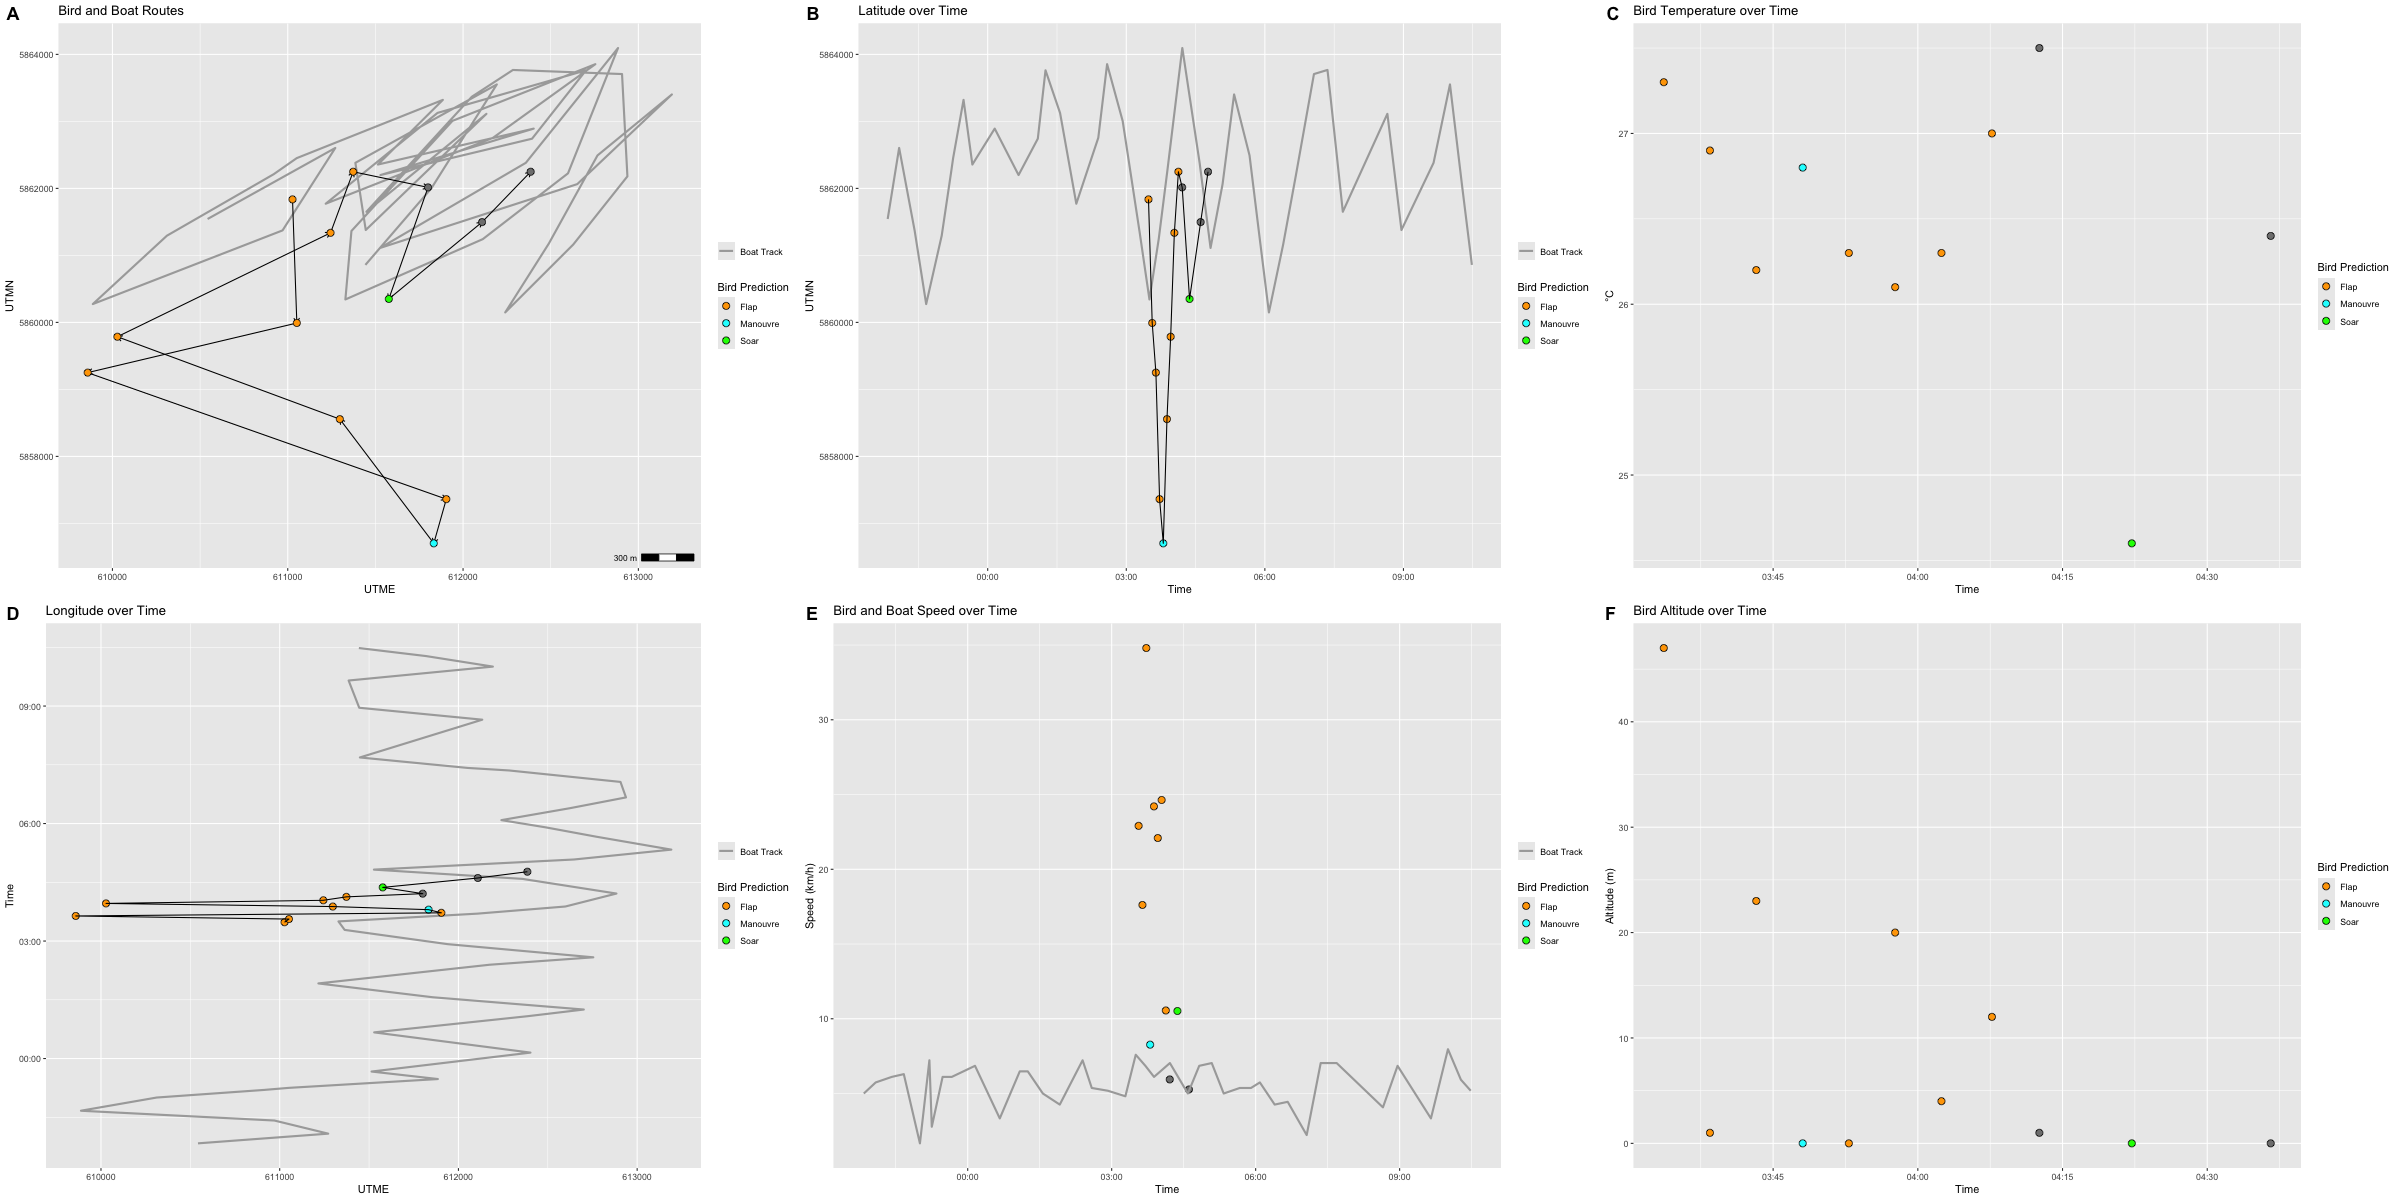 A
Bird and Boat Routes
5864000
5862000
5860000
5858000
UTMN
610000
611000
612000
613000
UTME
300 m
Boat Track
Bird Prediction
Flap
Manouvre
Soar
B
Latitude over Time
5864000
5862000
5860000
5858000
UTMN
00:00
03:00
06:00
09:00
Time
Boat Track
Bird Prediction
Flap
Manouvre
Soar
C
Bird Temperature over Time
27
26
25
°C
03:45
04:00
04:15
04:30
Time
Bird Prediction
Flap
Manouvre
Soar
D
Longitude over Time
09:00
06:00
03:00
00:00
Time
610000
611000
612000
613000
UTME
Boat Track
Bird Prediction
Flap
Manouvre
Soar
E
Bird and Boat Speed over Time
30
20
10
Speed (km/h)
00:00
03:00
06:00
09:00
Time
Boat Track
Bird Prediction
Flap
Manouvre
Soar
F
Bird Altitude over Time
40
30
20
10
0
Altitude (m)
03:45
04:00
04:15
04:30
Time
Bird Prediction
Flap
Manouvre
Soar